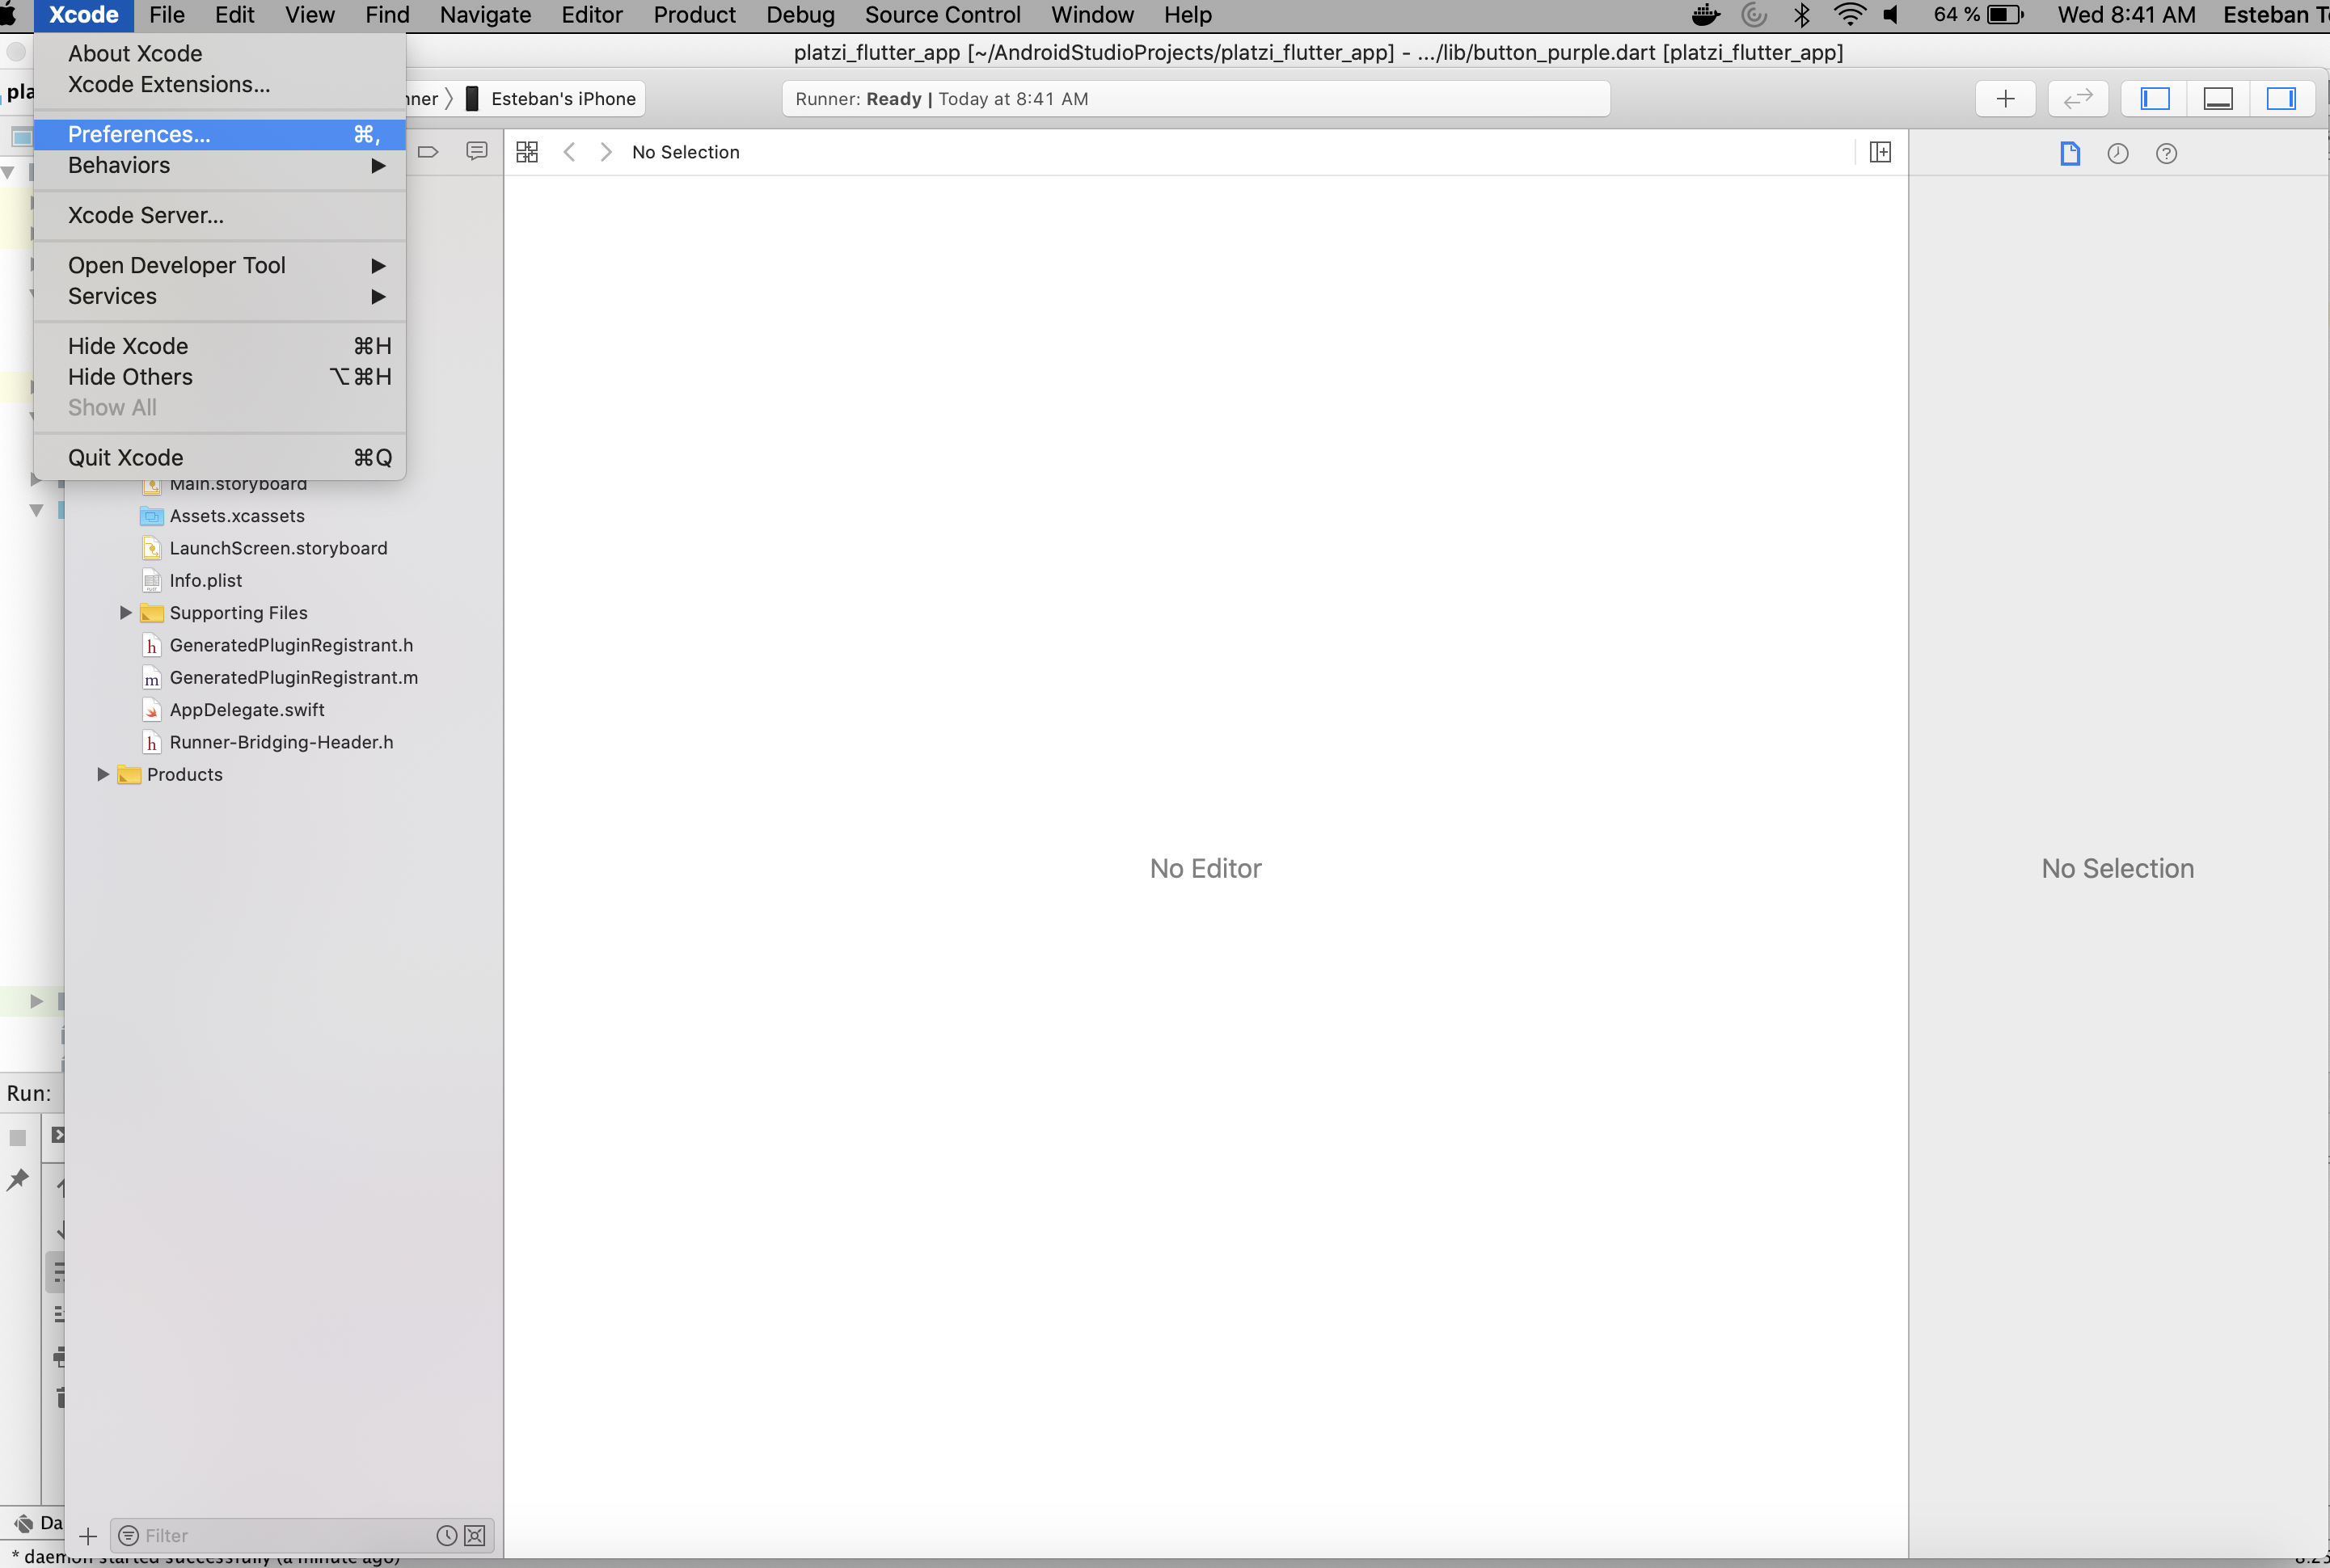 Xcode File Edit View Find Navigate Editor Product Debug Source Control Window Help 64 % Wed 8:41 AM Esteban T
platzi_flutter_app [~/AndroidStudioProjects/platzi_flutter_app] - .../lib/button_purple.dart [platzi_flutter_app]
About Xcode
Xcode Extensions...
Preferences... ⌘,
Behaviors ▶
Xcode Server...
Open Developer Tool ▶
Services ▶
Hide Xcode ⌘H
Hide Others ⌥⌘H
Show All
Quit Xcode ⌘Q
pla
nner 〉 Esteban's iPhone
Runner: Ready | Today at 8:41 AM
No Selection
Main.storyboard
Assets.xcassets
LaunchScreen.storyboard
Info.plist
Supporting Files
h GeneratedPluginRegistrant.h
m GeneratedPluginRegistrant.m
AppDelegate.swift
h Runner-Bridging-Header.h
Products
No Editor
No Selection
Run:
Da
Filter
* daemon started successfully (a minute ago)